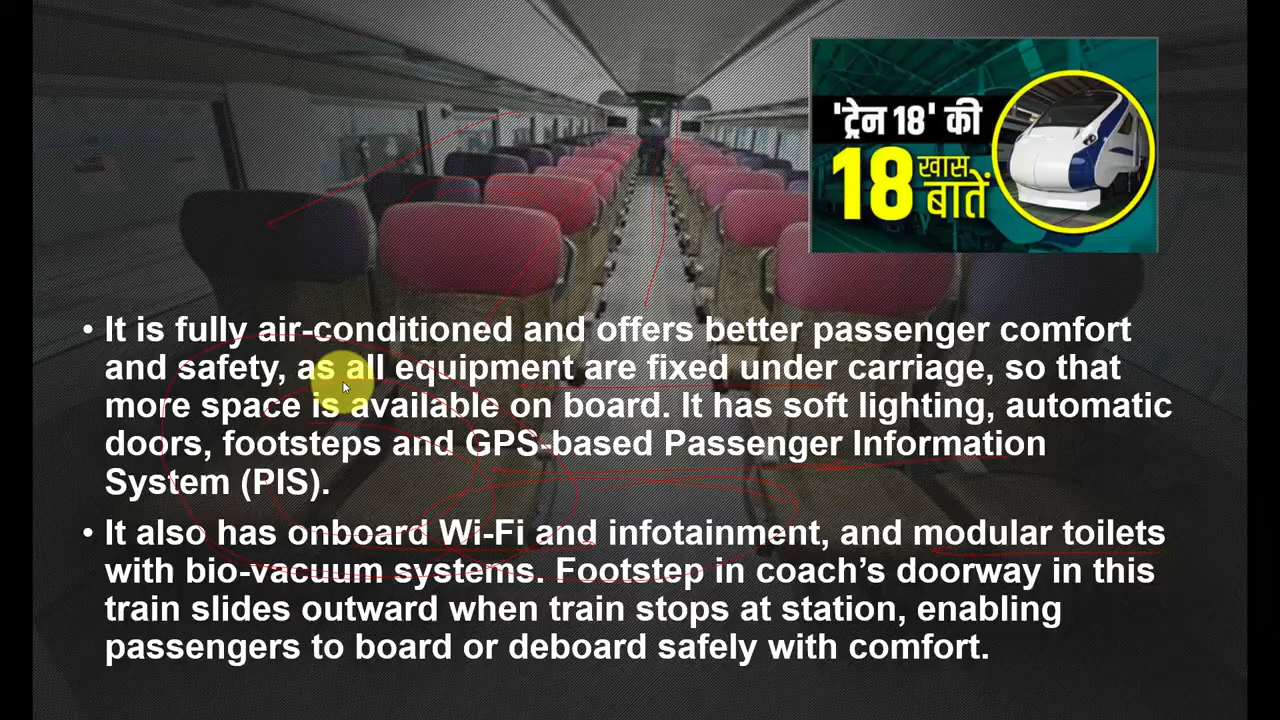 'ट्रेन 18' की
18 खास
बातें
• It is fully air-conditioned and offers better passenger comfort
and safety, as all equipment are fixed under carriage, so that
more space is available on board. It has soft lighting, automatic
doors, footsteps and GPS-based Passenger Information
System (PIS).
• It also has onboard Wi-Fi and infotainment, and modular toilets
with bio-vacuum systems. Footstep in coach’s doorway in this
train slides outward when train stops at station, enabling
passengers to board or deboard safely with comfort.